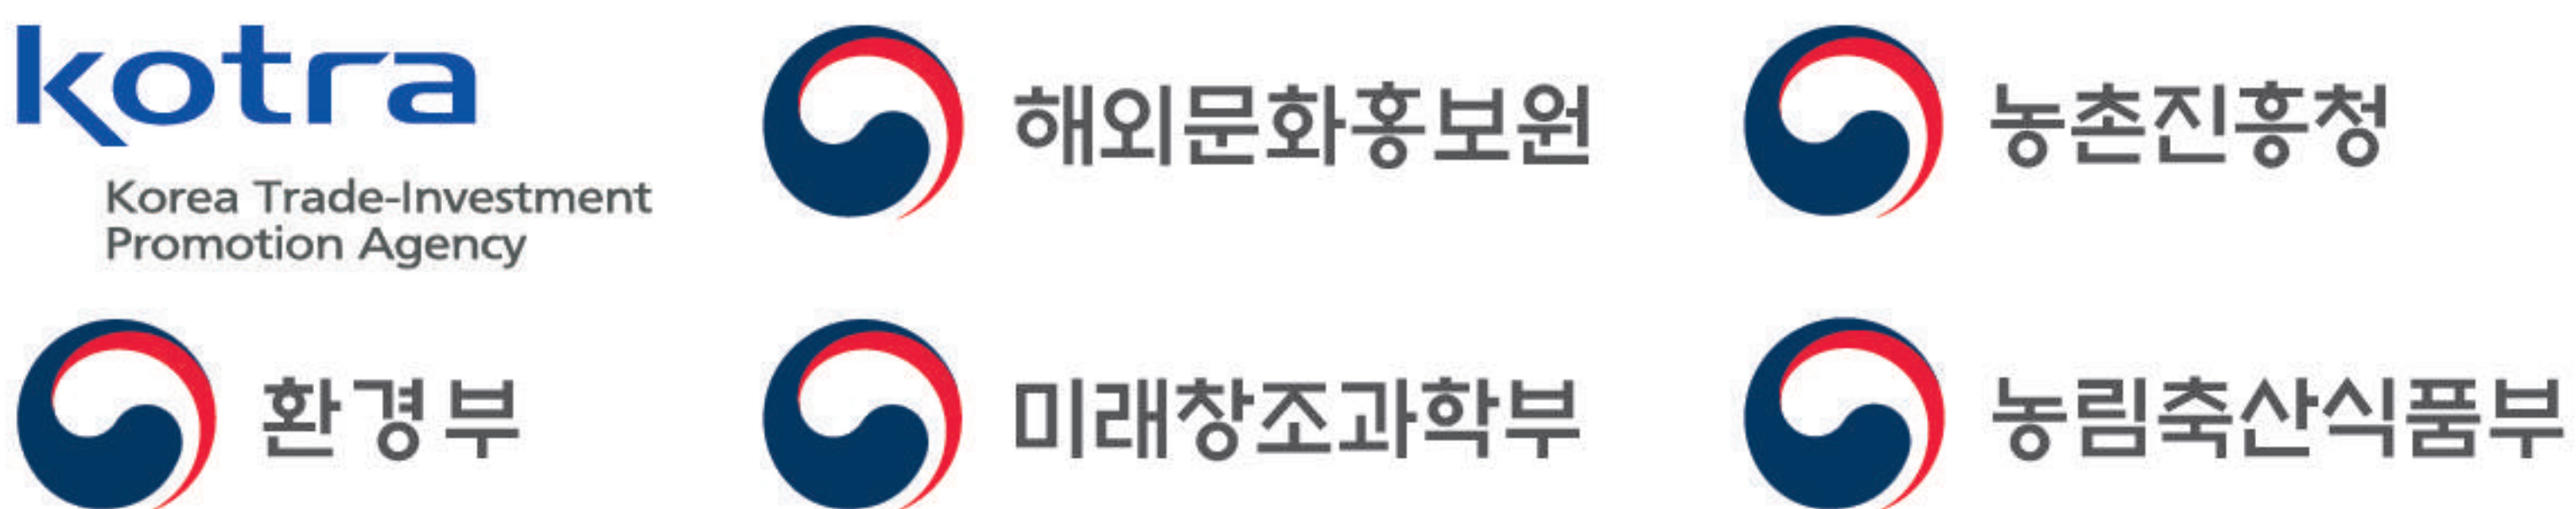 kotra
Korea Trade-Investment
Promotion Agency
해외문화홍보원
농촌진흥청
환경부
미래창조과학부
농림축산식품부